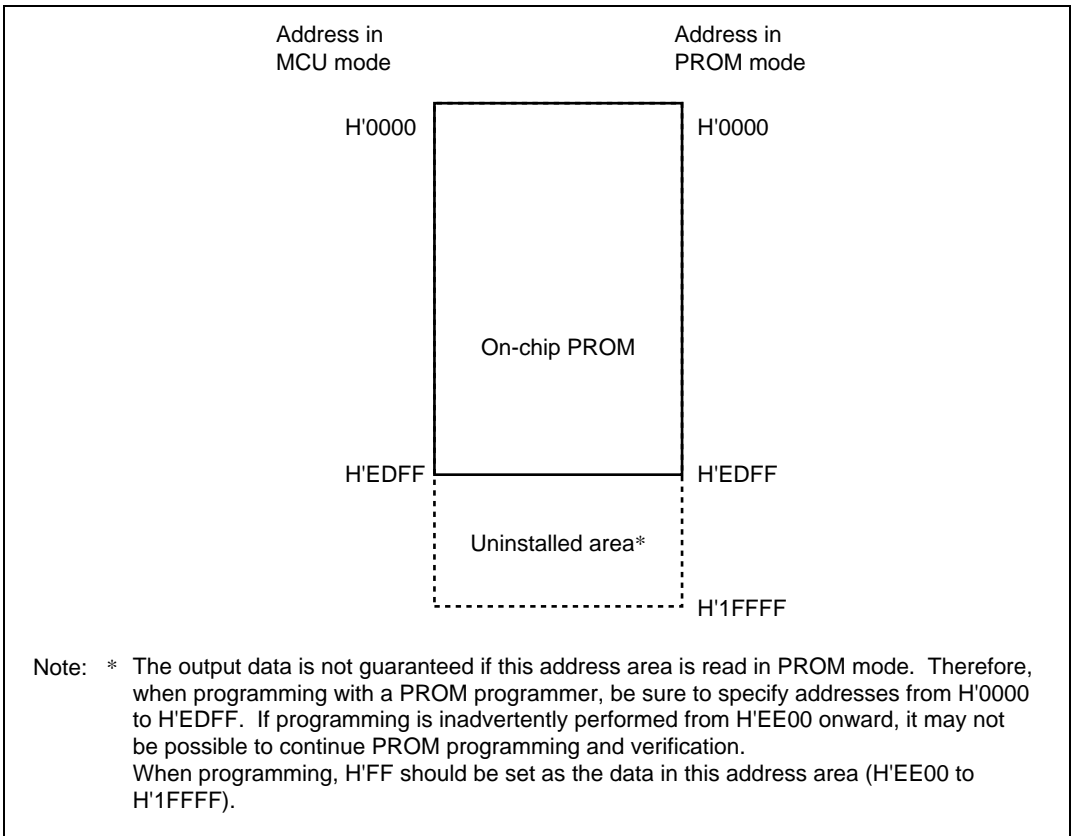 Address in
MCU mode
Address in
PROM mode
H'0000
H'0000
On-chip PROM
H'EDFF
H'EDFF
Uninstalled area*
H'1FFFF
Note: * The output data is not guaranteed if this address area is read in PROM mode. Therefore,
when programming with a PROM programmer, be sure to specify addresses from H'0000
to H'EDFF. If programming is inadvertently performed from H'EE00 onward, it may not
be possible to continue PROM programming and verification.
When programming, H'FF should be set as the data in this address area (H'EE00 to
H'1FFFF).